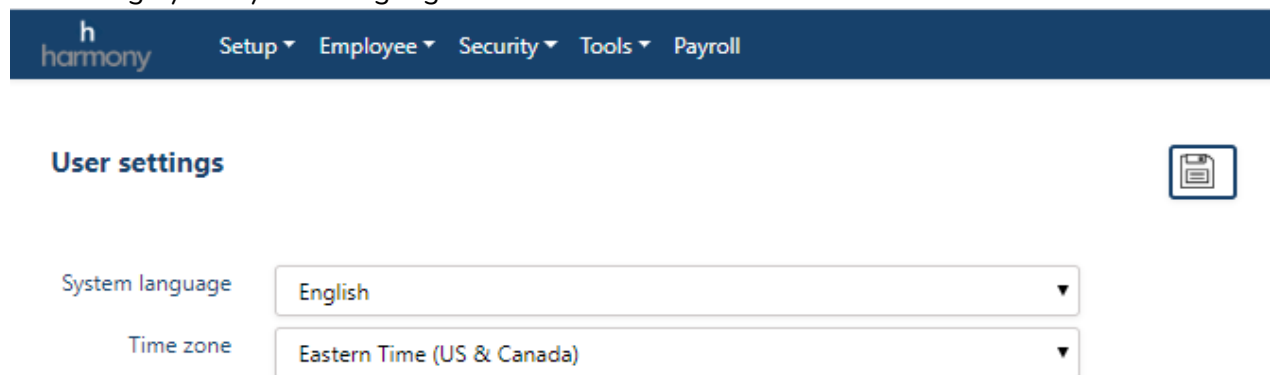 h
harmony Setup Employee Security Tools Payroll
User settings
System language English
Time zone Eastern Time (US & Canada)